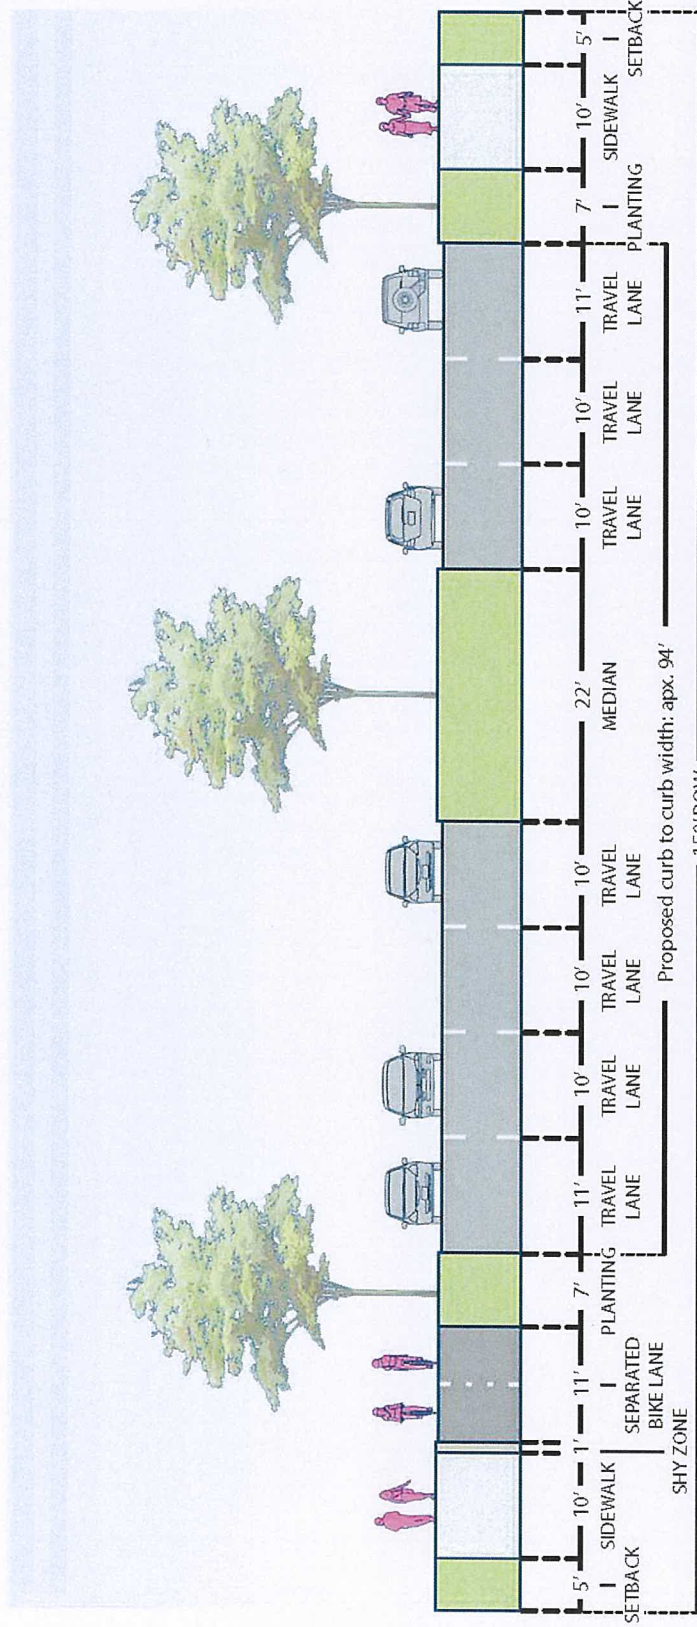 5' 10' 1' 11' 7' 11' 10' 10' 10' 22' 10' 10' 11' 7' 10' 5'
SETBACK SIDEWALK SEPARATED PLANTING TRAVEL TRAVEL TRAVEL TRAVEL MEDIAN TRAVEL TRAVEL TRAVEL PLANTING SIDEWALK SETBACK
BIKE LANE LANE LANE LANE LANE LANE LANE LANE
SHY ZONE
Proposed curb to curb width: apx. 94'
ROW